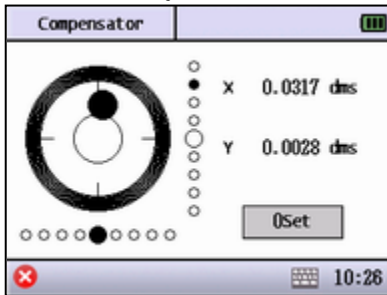 Compensator
X 0.0317 dms
Y 0.0028 dms
0Set
10:26